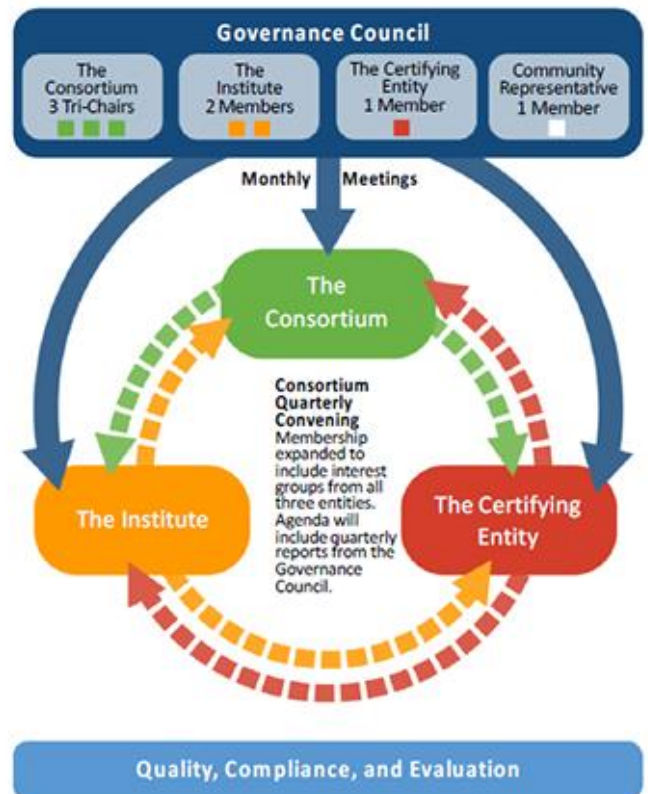 Governance Council
The
Consortium
3 Tri-Chairs
The
Institute
2 Members
The Certifying
Entity
1 Member
Community
Representative
1 Member
Monthly Meetings
The
Consortium
Consortium
Quarterly
Convening
Membership
expanded to
include interest
groups from all
three entities.
Agenda will
include quarterly
reports from the
Governance
Council.
The Institute
The Certifying
Entity
Quality, Compliance, and Evaluation